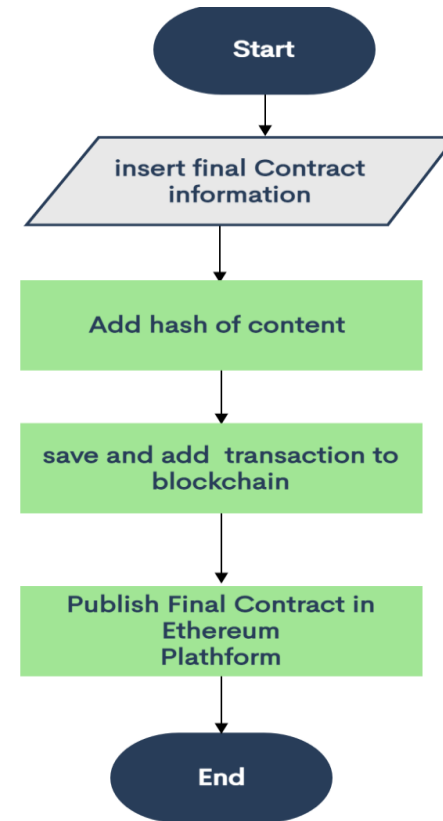 Start
insert final Contract
information
Add hash of content
save and add  transaction to
blockchain
Publish Final Contract in
Ethereum
Plathform
End